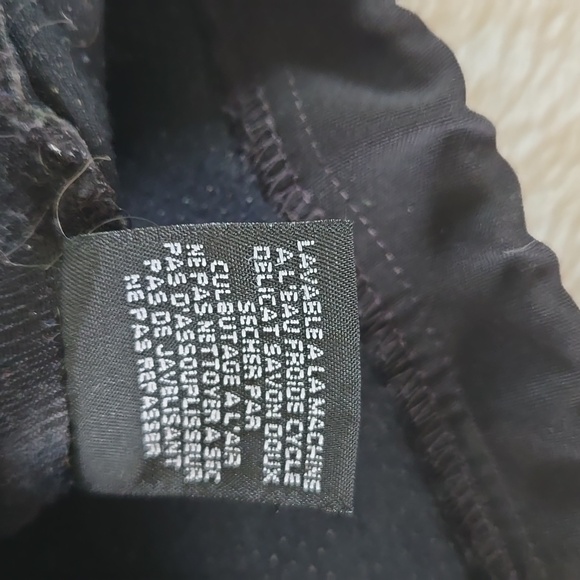 LAVABLE A LA MACHINE
A L'EAU FROIDE CYCLE
DELICAT SAVON DOUX
SECHER PAR
CULBUTAGE A L'AIR
NE PAS NETTOYR A SEC
PAS D'ASSOUPLISSEUR
PAS DE JAVELISANT
NE PAS REPASSER